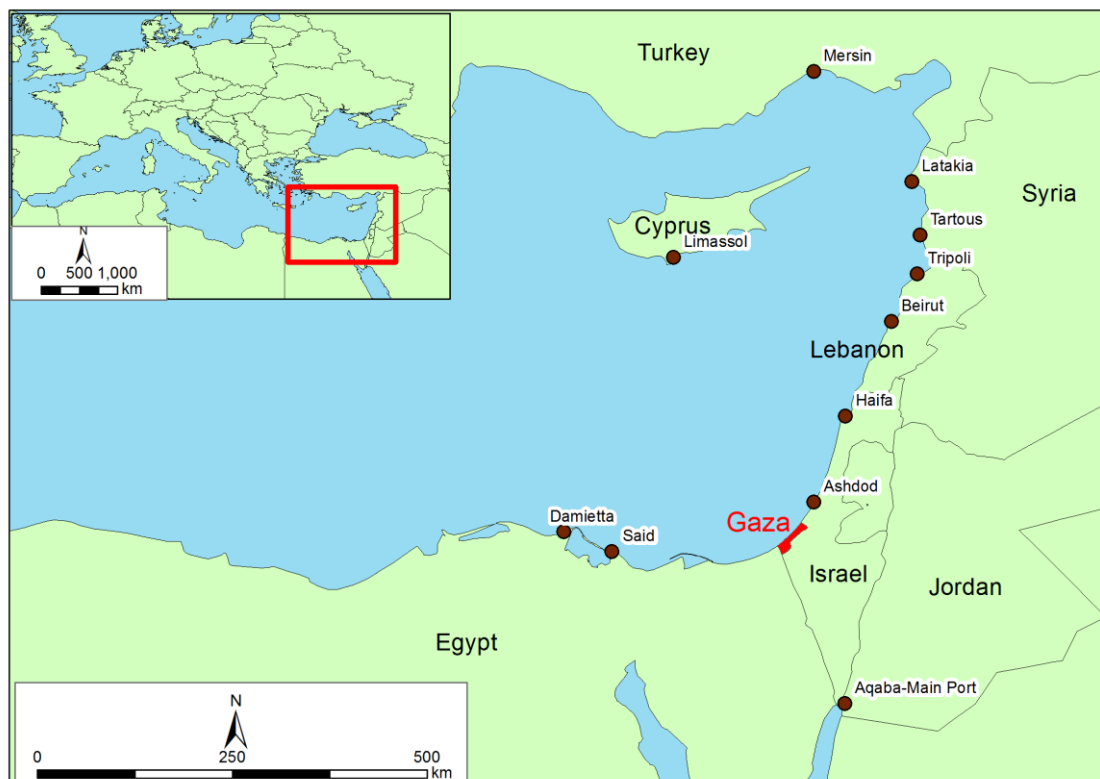 Turkey
Mersin
Latakia
Syria
Tartous
Cyprus
Limassol
Tripoli
Beirut
Lebanon
Haifa
Ashdod
Gaza
Damietta
Said
Israel
Jordan
Egypt
Aqaba-Main Port
N
0 500 1,000
km
N
0 250 500
km